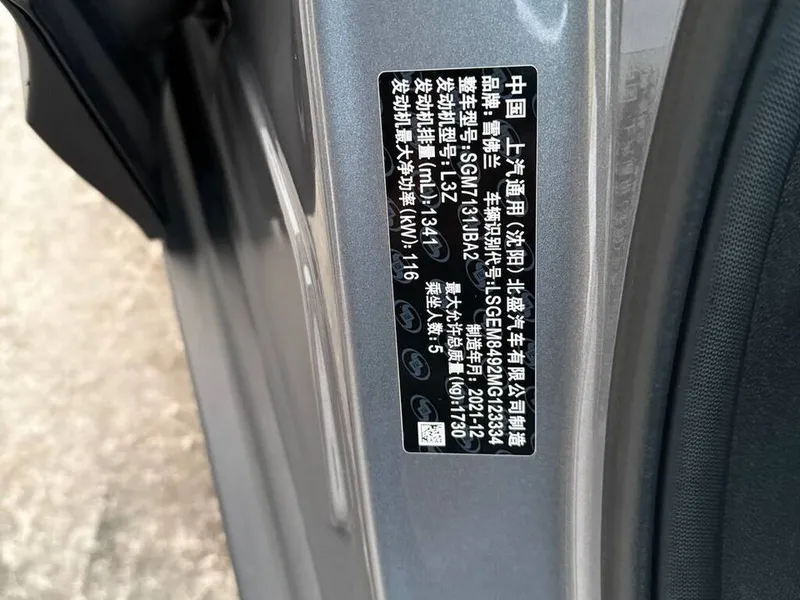 中国 上汽通用(沈阳)北盛汽车有限公司制造
品牌:雪佛兰 车辆识别代号:LSGEM8492MG123334
整车型号:SGM7131JBA2 制造年月:2021-12
发动机型号:L3Z 最大允许总质量(kg):1730
发动机排量(mL):1341 乘坐人数:5
发动机最大净功率(kW):116